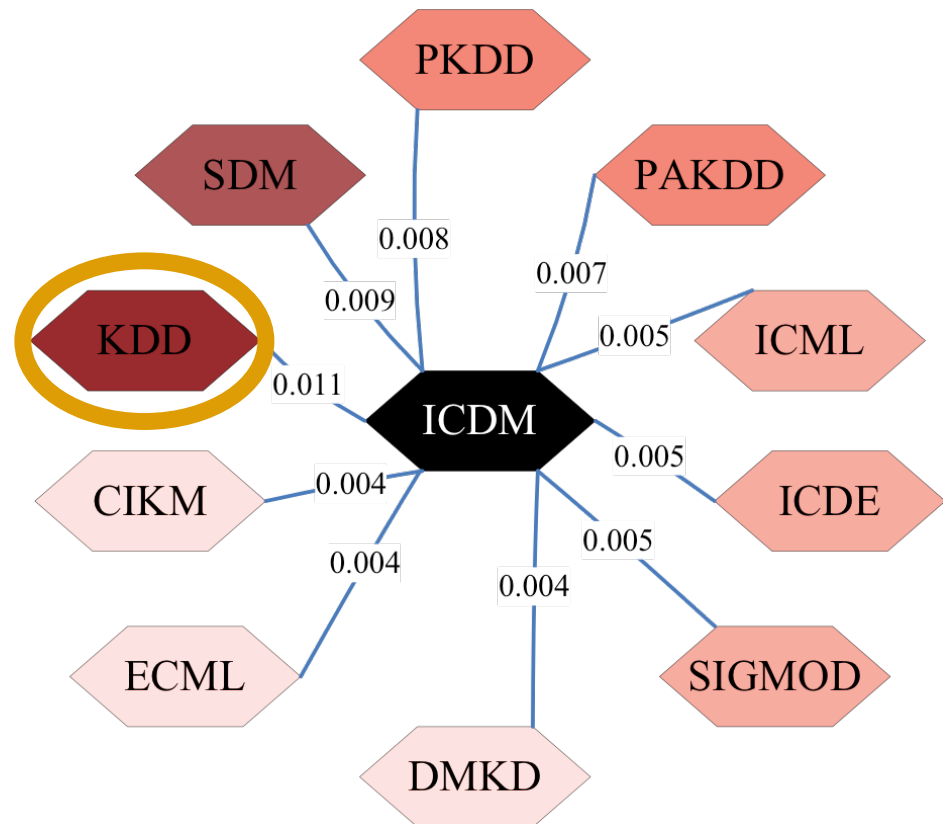 PKDD
SDM
PAKDD
0.008
0.007
0.009
KDD
0.005
ICML
0.011
ICDM
0.005
CIKM
0.004
ICDE
0.005
0.004
0.004
ECML
SIGMOD
DMKD